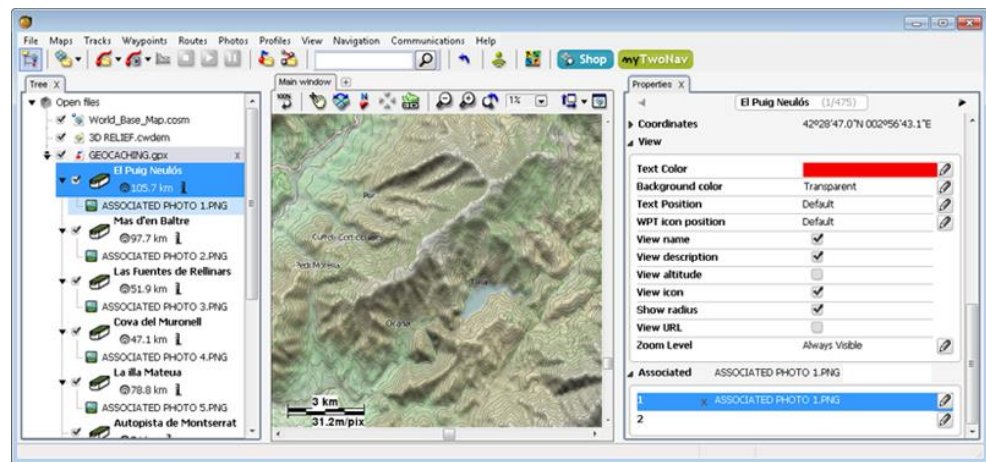 File Maps Tracks Waypoints Routes Photos Profiles View Navigation Communications Help
Shop
myTwoNav
Tree X
Open files
World_Base_Map.cosm
3D RELIEF.cwdem
GEOCACHING.gpx X
El Puig Neulós
105.7 km
ASSOCIATED PHOTO 1.PNG
Mas d'en Baltre
97.7 km
ASSOCIATED PHOTO 2.PNG
Las Fuentes de Rellinars
51.9 km
ASSOCIATED PHOTO 3.PNG
Cova del Muronell
47.1 km
ASSOCIATED PHOTO 4.PNG
La illa Mateua
78.8 km
ASSOCIATED PHOTO 5.PNG
Autopista de Montserrat
Main window
100%
1%
Ocana
3 km
31.2m/pix
Properties X
El Puig Neulós (1/475)
Coordinates 42º28'47.0"N 002º56'43.1"E
View
Text Color
Background color Transparent
Text Position Default
WPT icon position Default
View name
View description
View altitude
View icon
Show radius
View URL
Zoom Level Always Visible
Associated ASSOCIATED PHOTO 1.PNG
1 x ASSOCIATED PHOTO 1.PNG
2